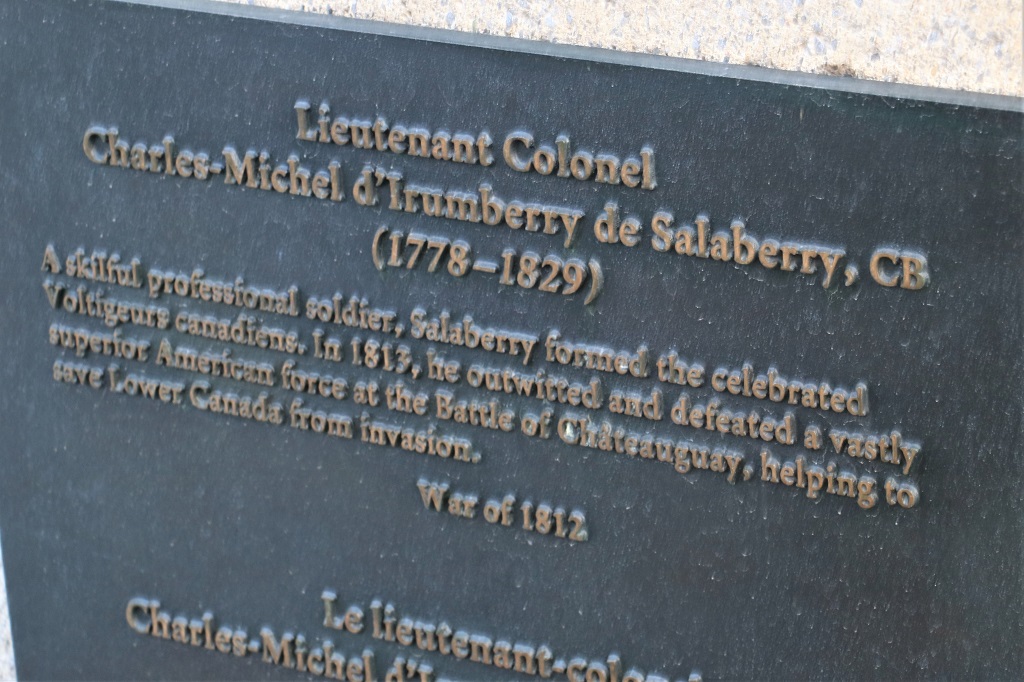 Lieutenant Colonel
Charles-Michel d'Irumberry de Salaberry, CB
(1778–1829)
A skilful professional soldier, Salaberry formed the celebrated
Voltigeurs canadiens. In 1813, he outwitted and defeated a vastly
superior American force at the Battle of Châteauguay, helping to
save Lower Canada from invasion.
War of 1812
Le lieutenant-colonel
Charles-Michel